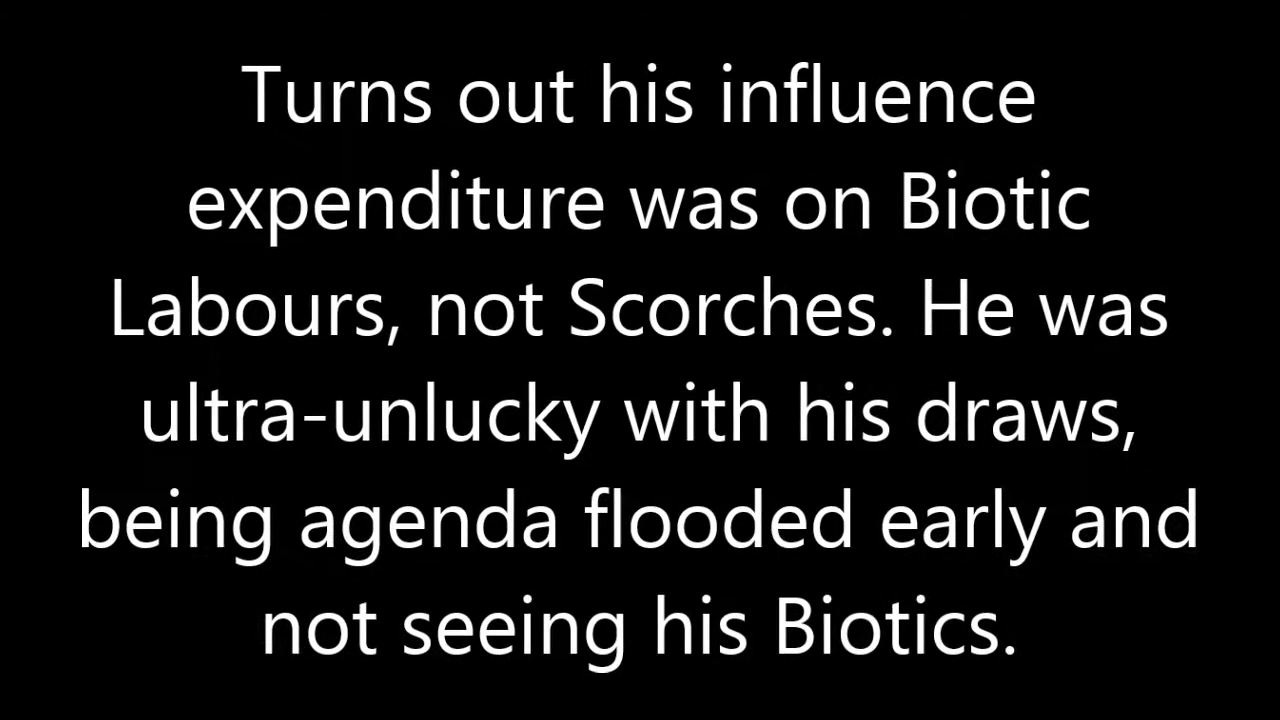 Turns out his influence
expenditure was on Biotic
Labours, not Scorches. He was
ultra-unlucky with his draws,
being agenda flooded early and
not seeing his Biotics.